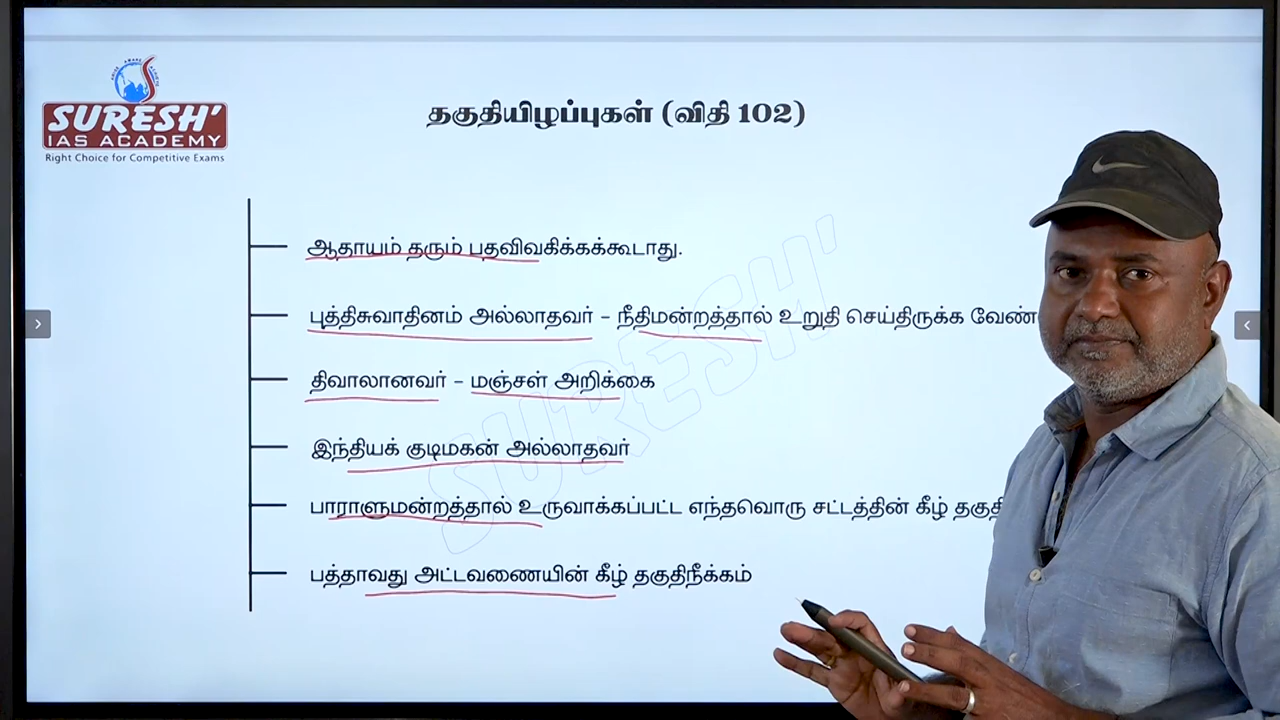 SURESH'
IAS ACADEMY
Right Choice for Competitive Exams
தகுதியிழப்புகள் (விதி 102)
ஆதாயம் தரும் பதவிவகிக்கக்கூடாது.
புத்திசுவாதினம் அல்லாதவர் – நீதிமன்றத்தால் உறுதி செய்திருக்க
திவாலானவர் – மஞ்சள் அறிக்கை
இந்தியக் குடிமகன் அல்லாதவர்
பாராளுமன்றத்தால் உருவாக்கப்பட்ட எந்தவொரு சட்டத்தின் கீழ்
பத்தாவது அட்டவணையின் கீழ் தகுதிநீக்கம்
SURESH'